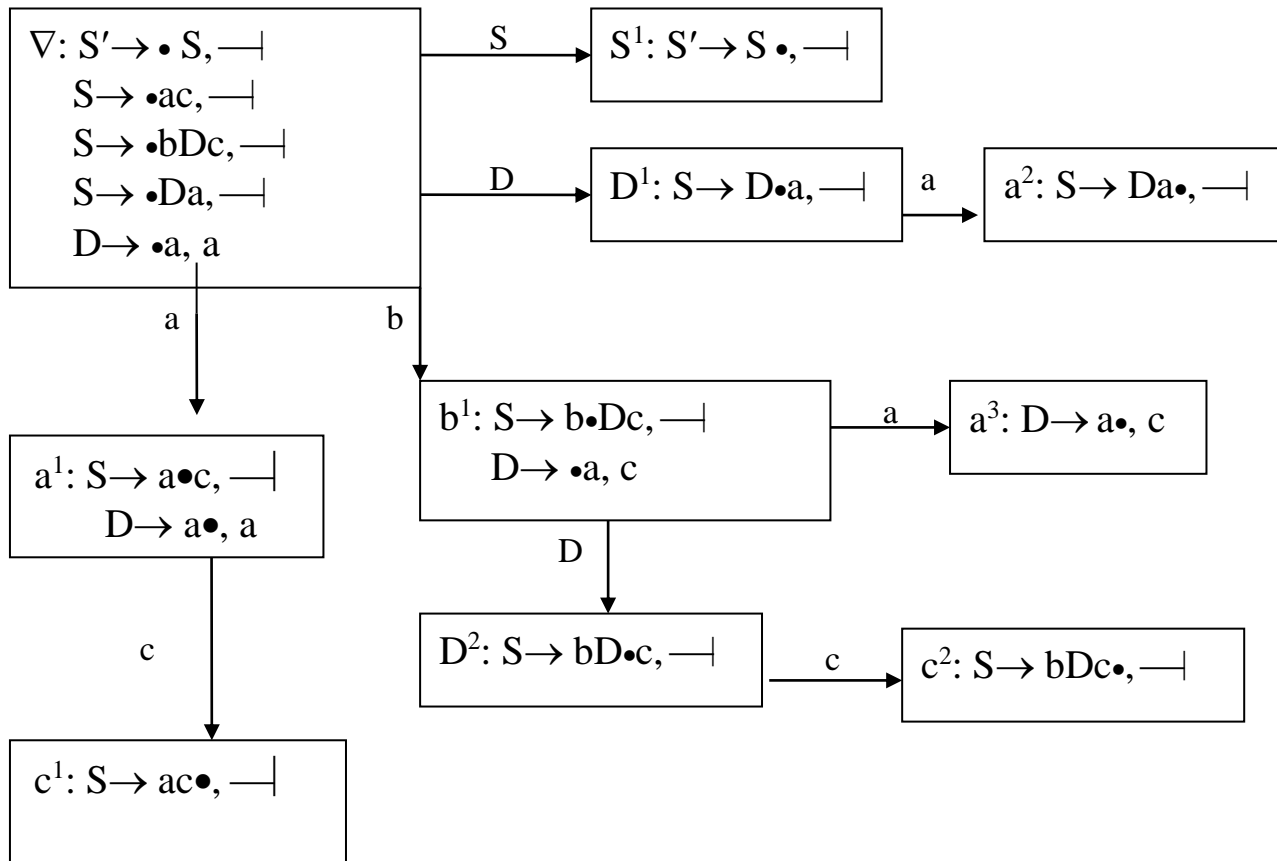 ∇: S′→ • S, ⊣
S→ •ac, ⊣
S→ •bDc, ⊣
S→ •Da, ⊣
D→ •a, a
S
S¹: S′→ S •, ⊣
D
D¹: S→ D•a, ⊣
a
a²: S→ Da•, ⊣
a
b
b¹: S→ b•Dc, ⊣
D→ •a, c
a
a³: D→ a•, c
a¹: S→ a•c, ⊣
D→ a•, a
D
c
D²: S→ bD•c, ⊣
c
c²: S→ bDc•, ⊣
c¹: S→ ac•, ⊣